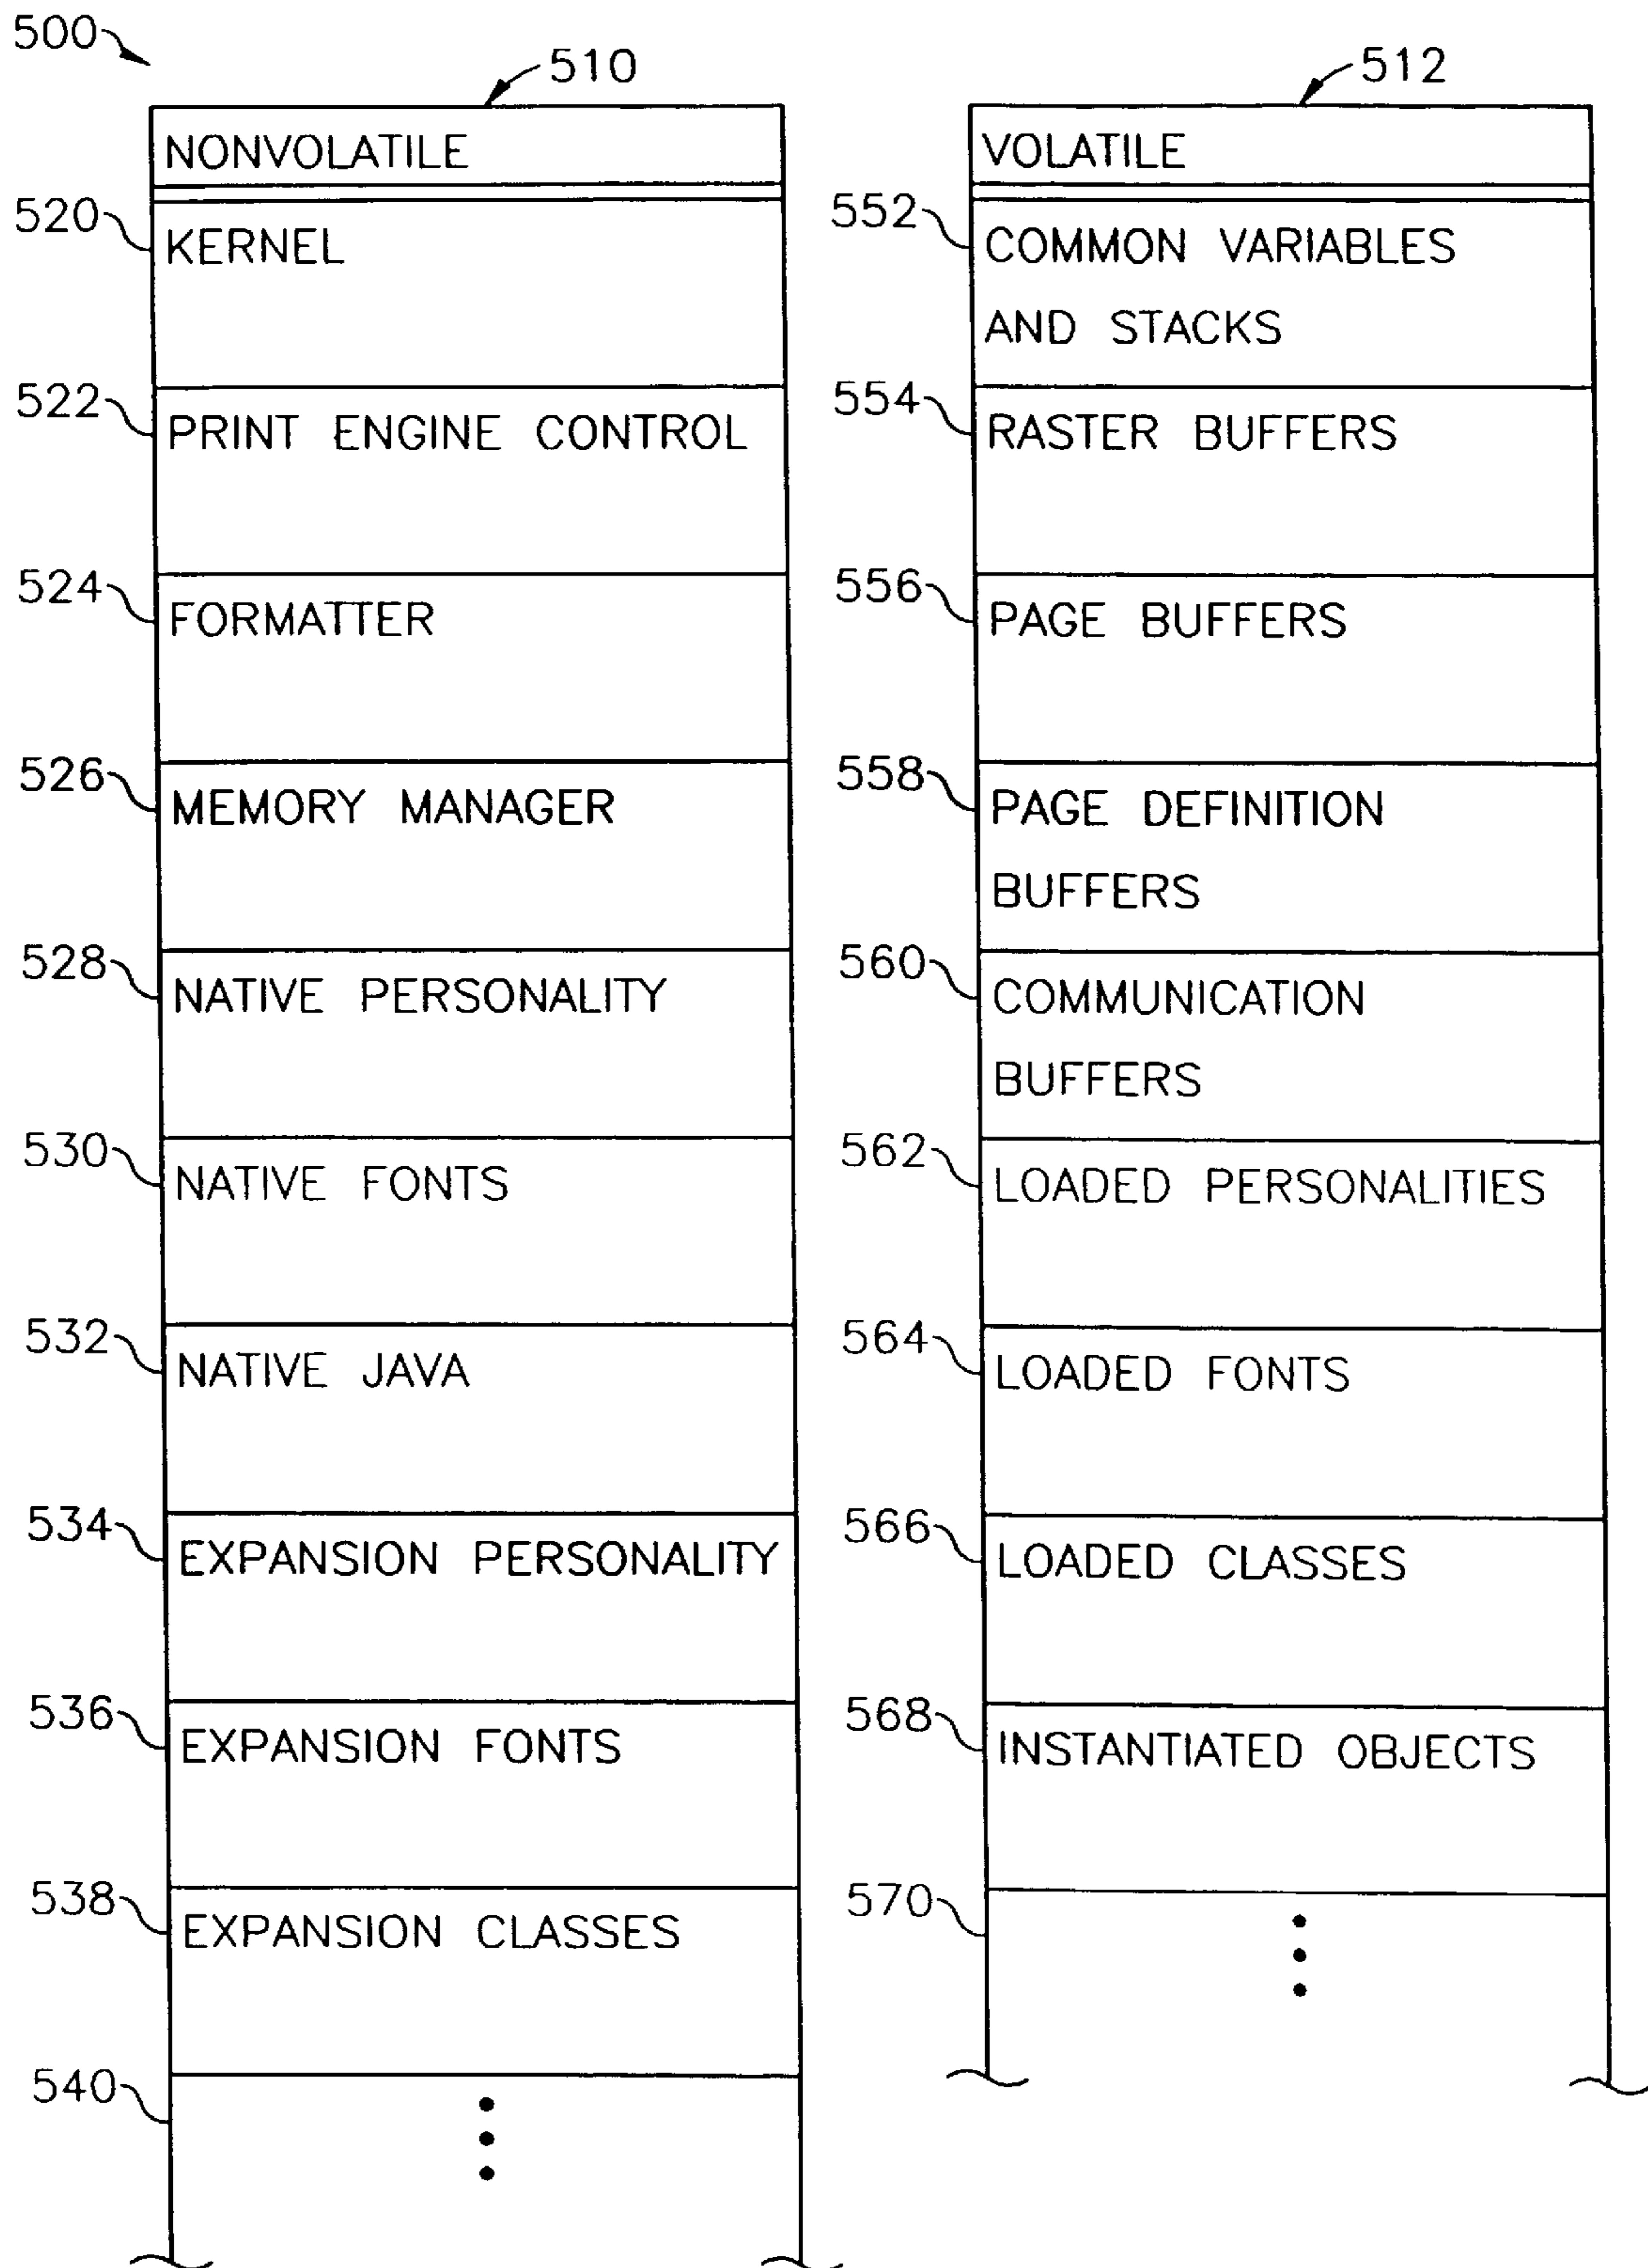 500
510
NONVOLATILE
520
KERNEL
522
PRINT ENGINE CONTROL
524
FORMATTER
526
MEMORY MANAGER
528
NATIVE PERSONALITY
530
NATIVE FONTS
532
NATIVE JAVA
534
EXPANSION PERSONALITY
536
EXPANSION FONTS
538
EXPANSION CLASSES
540
512
VOLATILE
552
COMMON VARIABLES
AND STACKS
554
RASTER BUFFERS
556
PAGE BUFFERS
558
PAGE DEFINITION
BUFFERS
560
COMMUNICATION
BUFFERS
562
LOADED PERSONALITIES
564
LOADED FONTS
566
LOADED CLASSES
568
INSTANTIATED OBJECTS
570